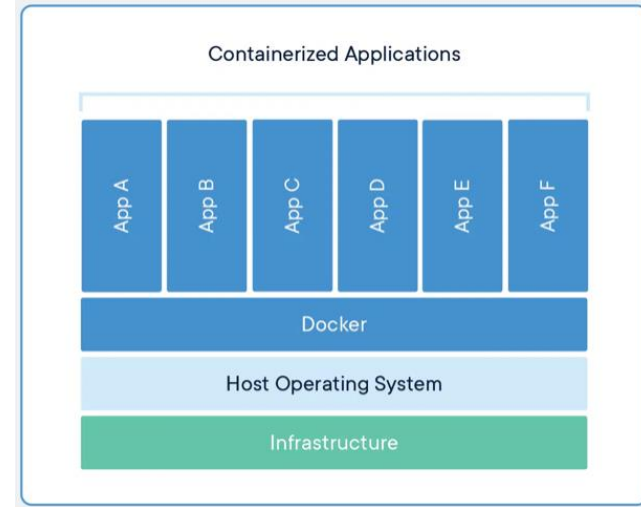 Containerized Applications
App A
App B
App C
App D
App E
App F
Docker
Host Operating System
Infrastructure